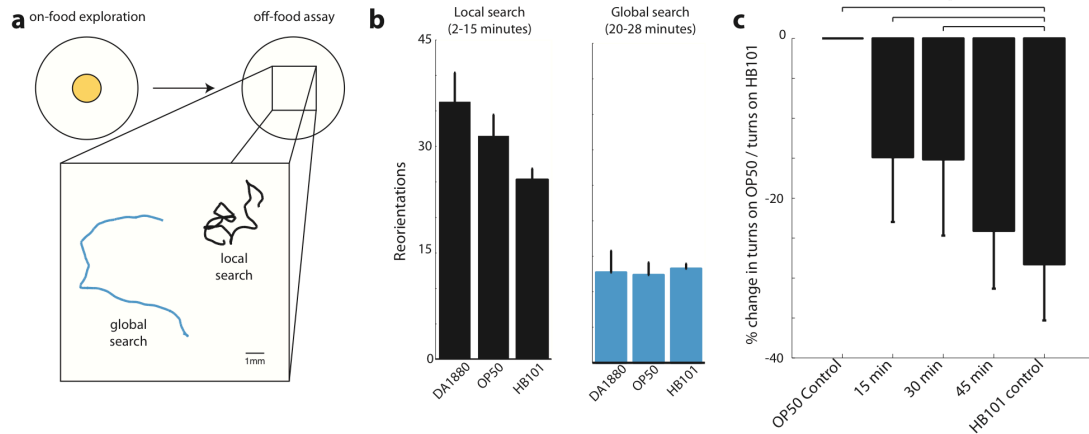 a
on-food exploration
off-food assay
local
search
global
search
1mm
b
Local search
(2-15 minutes)
Global search
(20-28 minutes)
Reorientations
45
30
15
0
DA1880
OP50
HB101
DA1880
OP50
HB101
c
% change in turns on OP50 / turns on HB101
0
-20
-40
OP50 Control
15 min
30 min
45 min
HB101 control